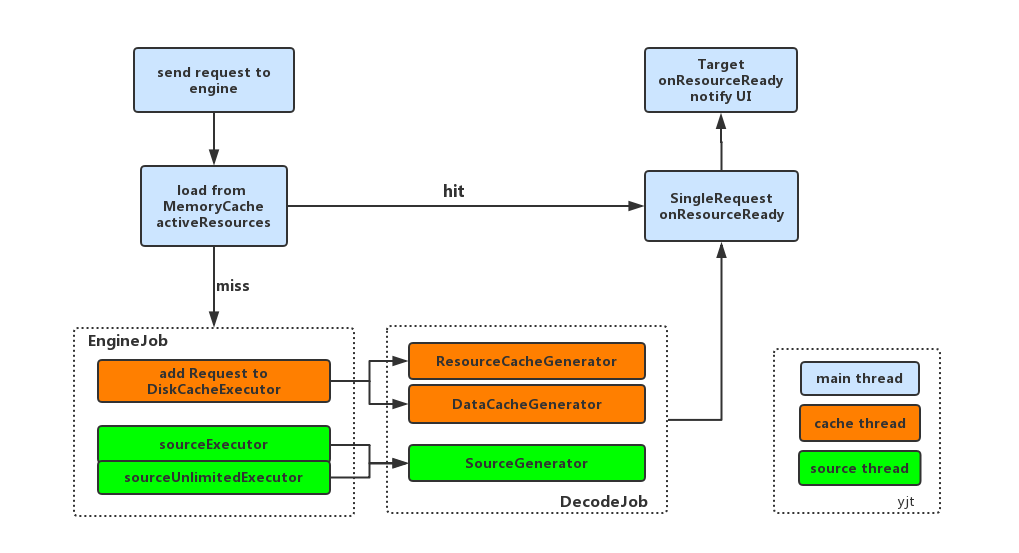 send request to
engine
Target
onResourceReady
notify UI
load from
MemoryCache
activeResources
hit
SingleRequest
onResourceReady
miss
EngineJob
add Request to
DiskCacheExecutor
sourceExecutor
sourceUnlimitedExecutor
ResourceCacheGenerator
DataCacheGenerator
SourceGenerator
DecodeJob
main thread
cache thread
source thread
yjt